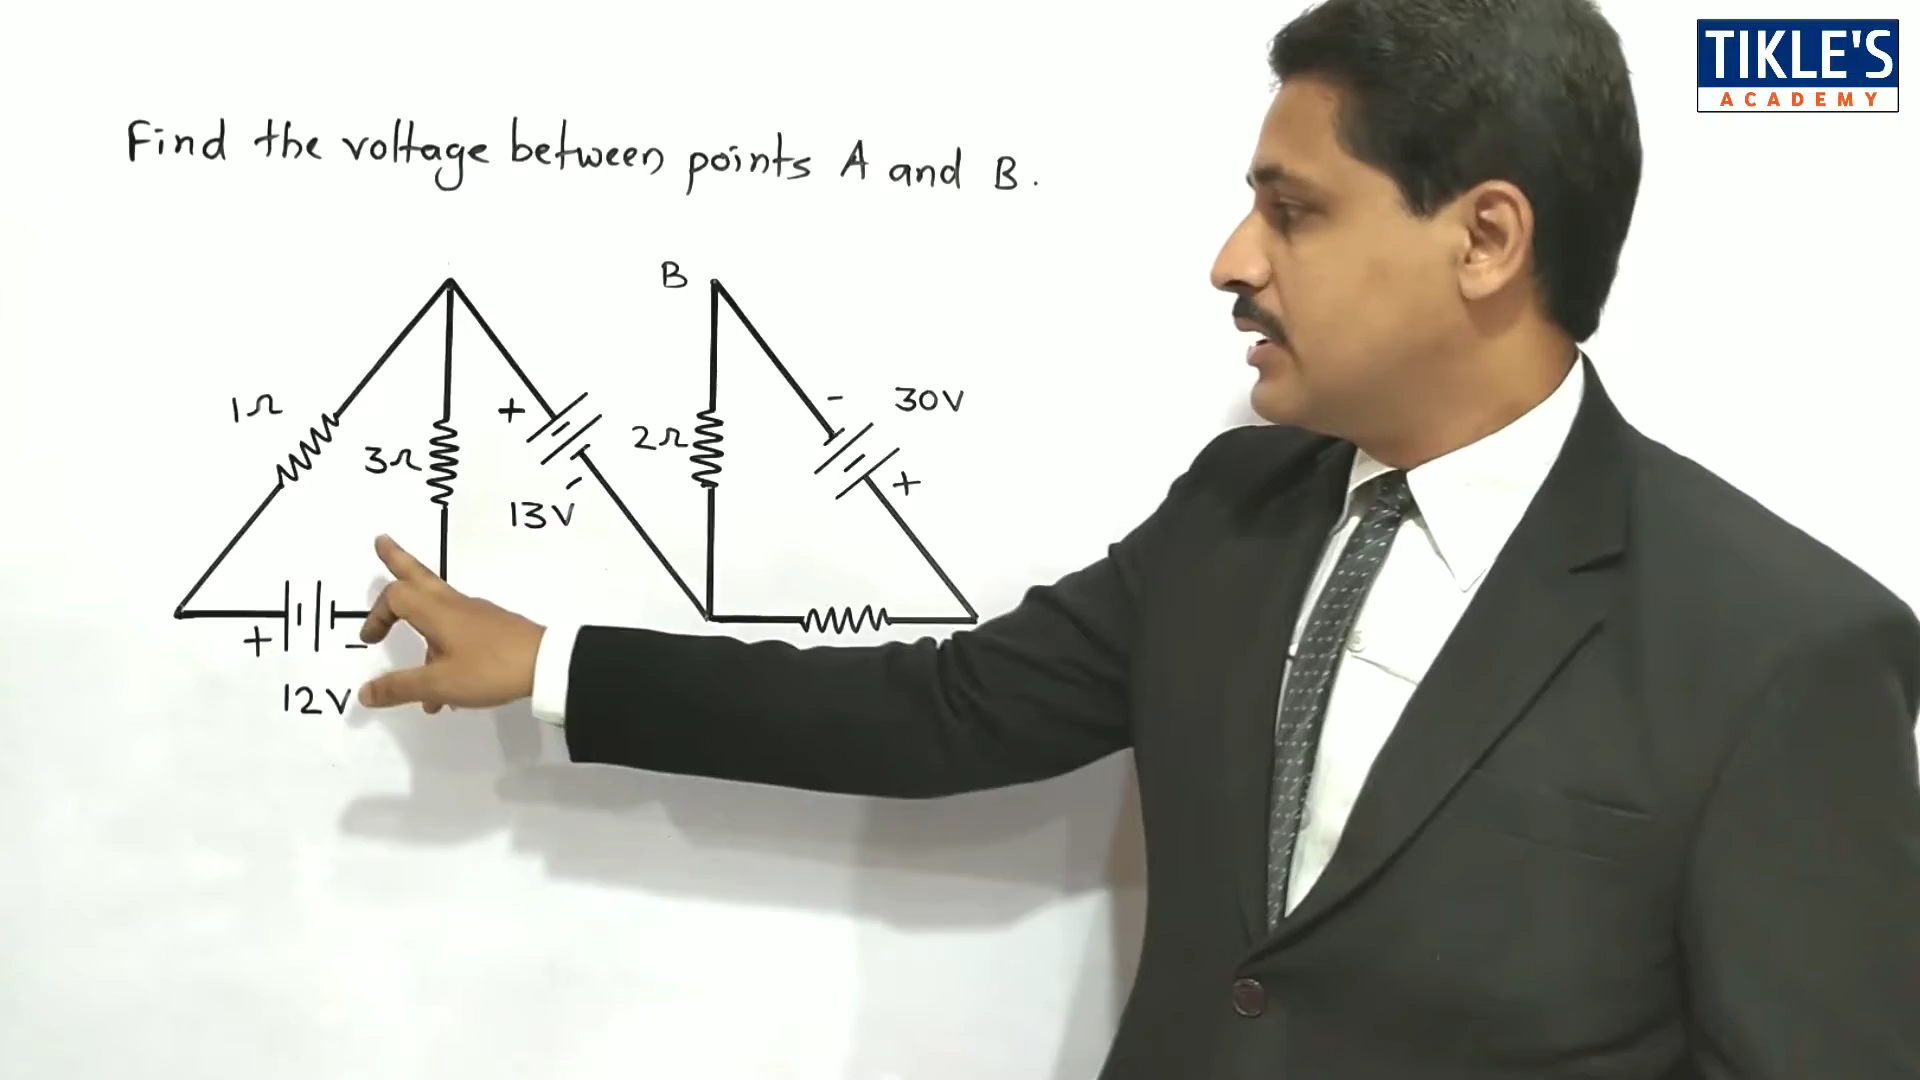 TIKLE'S
ACADEMY
Find the voltage between points A and B.
B
1Ω
3Ω
+
-
13V
2Ω
-
30V
+
+
-
12V